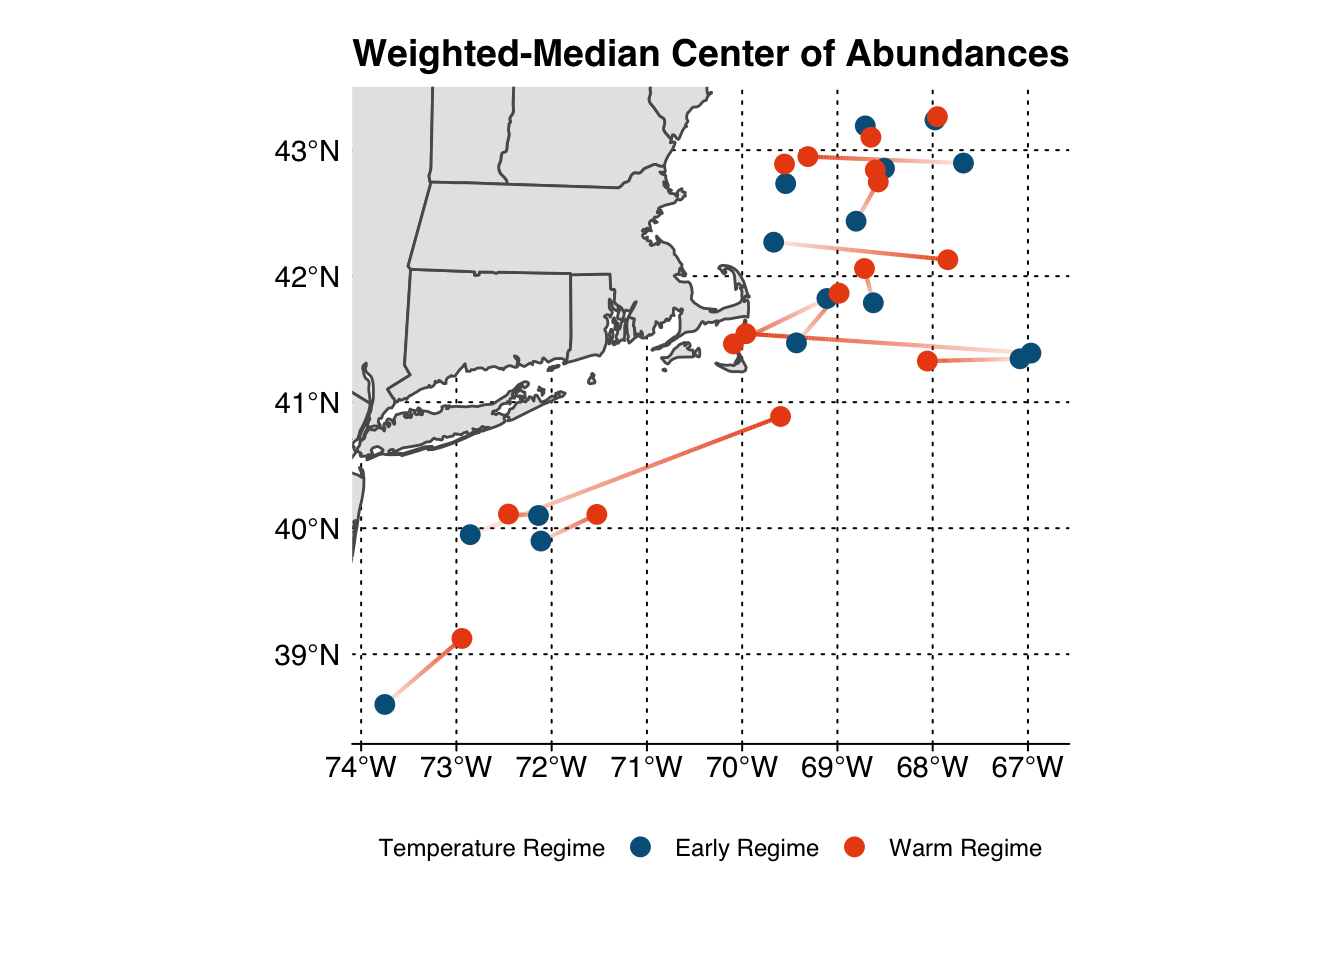 Weighted-Median Center of Abundances
43°N
42°N
41°N
40°N
39°N
74°W 73°W 72°W 71°W 70°W 69°W 68°W 67°W
Temperature Regime Early Regime Warm Regime